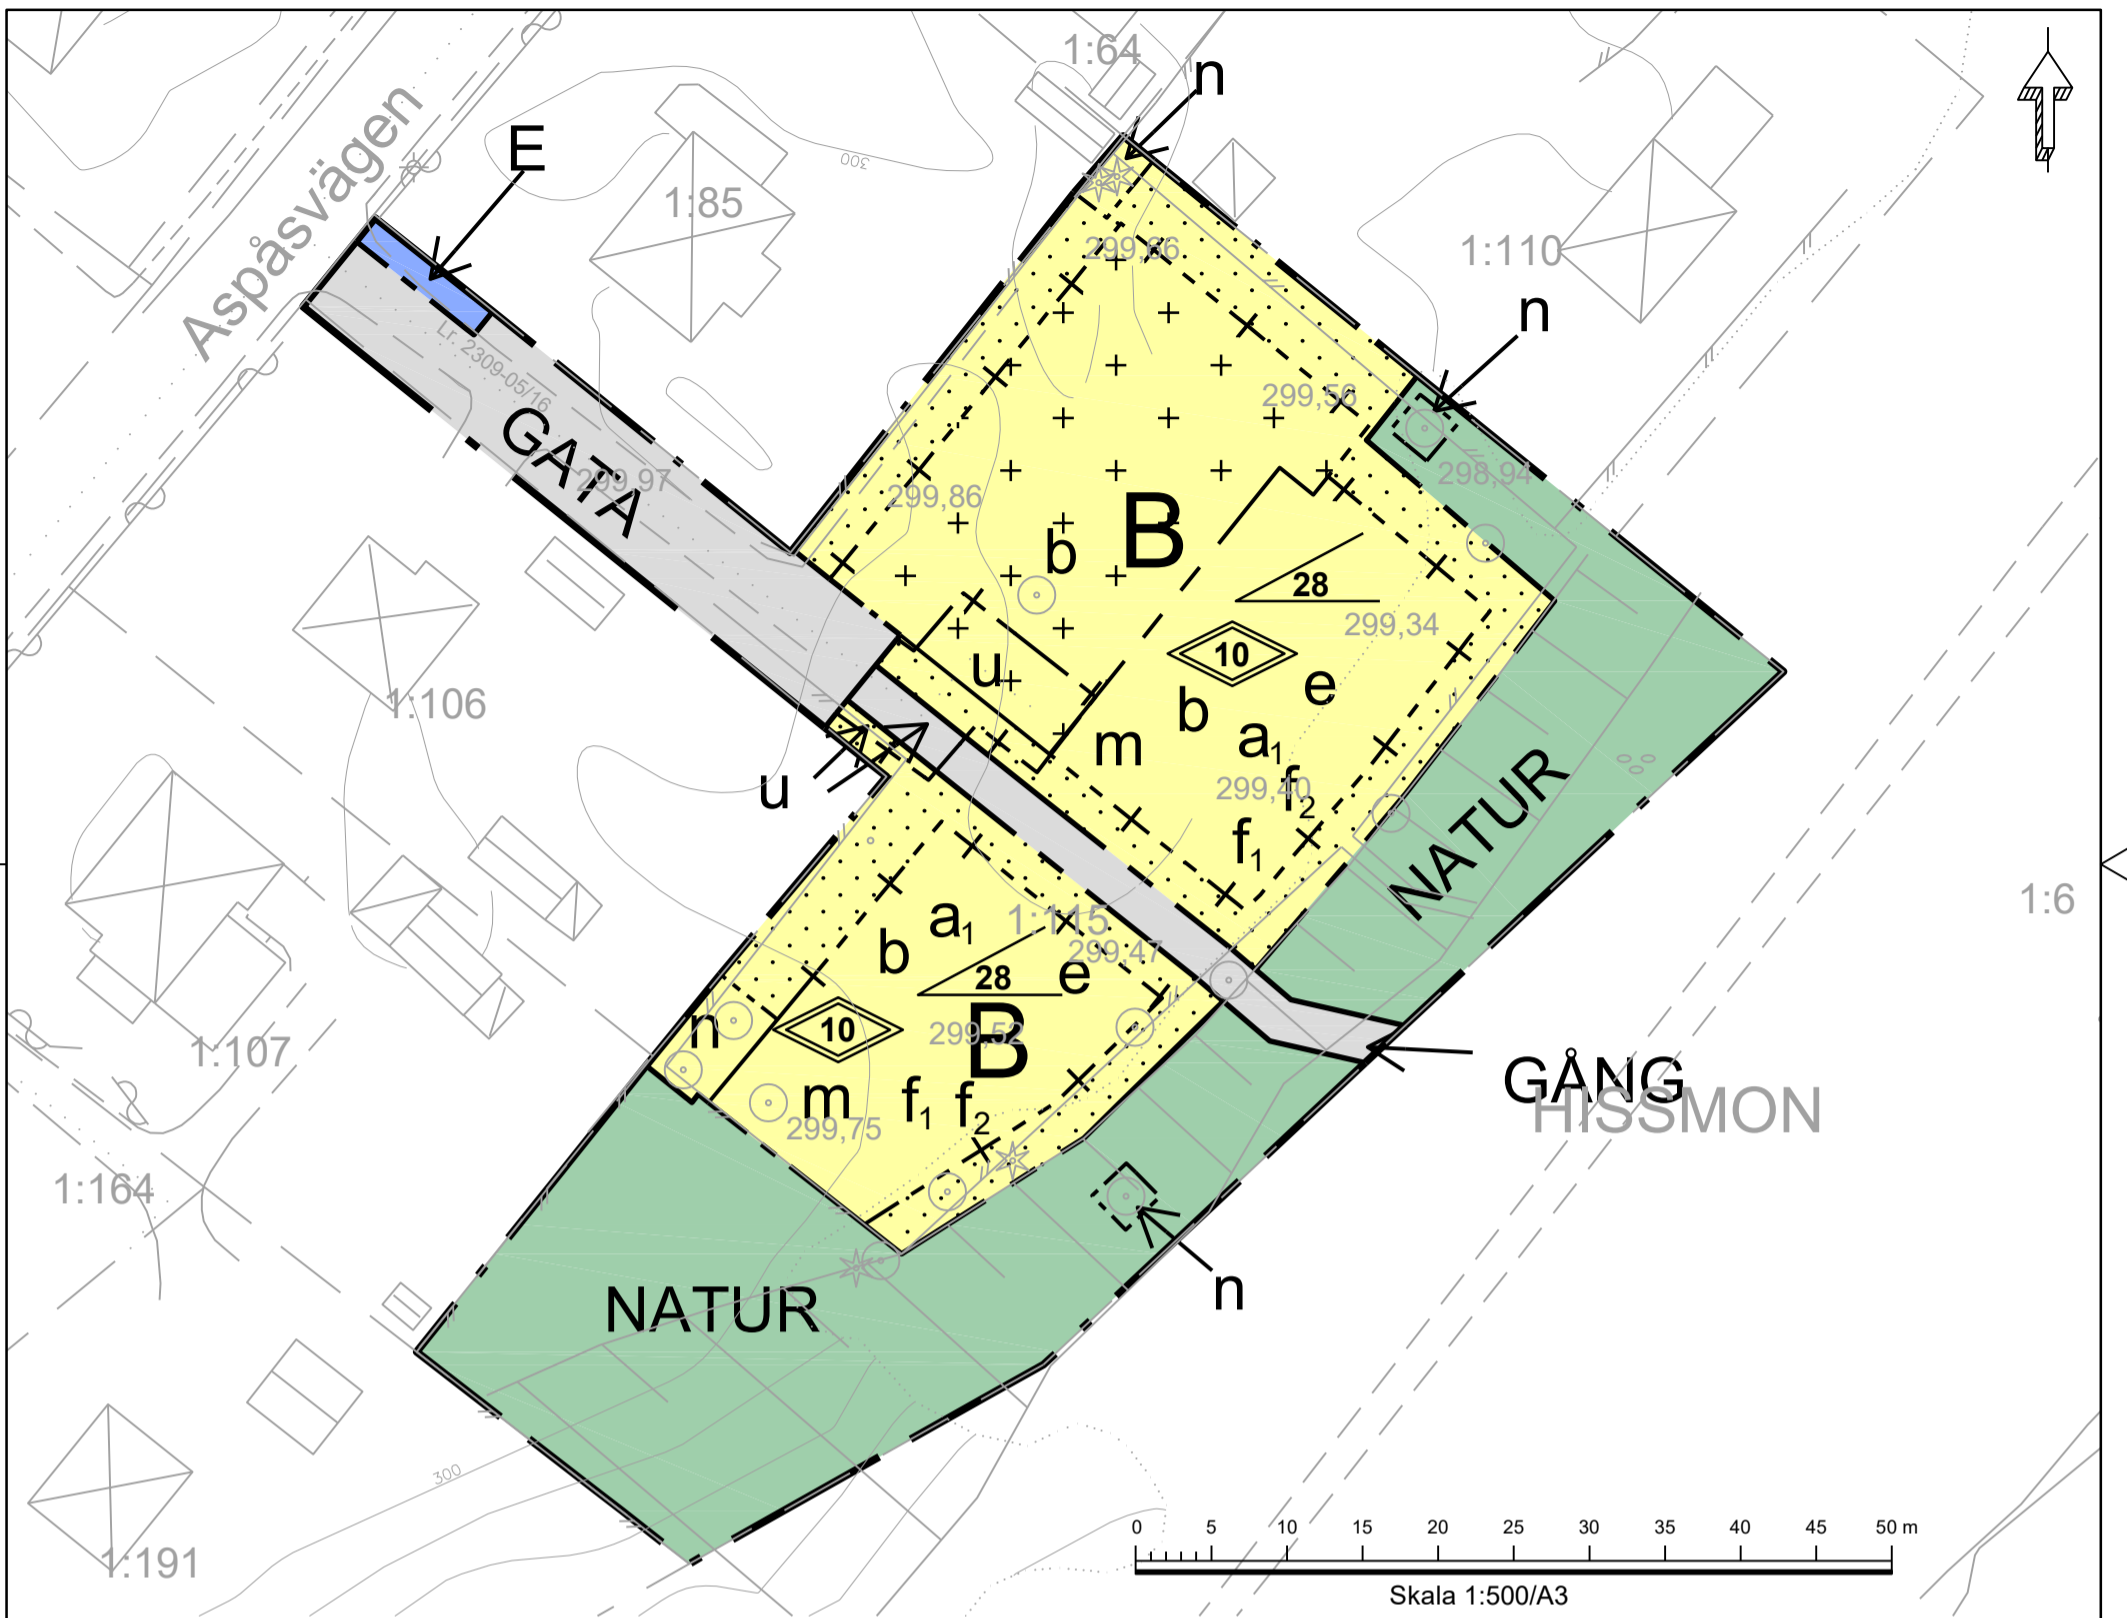 1:64
n
Aspåsvägen
E
300
1:85
299,66
1:110
n
Lr. 2309-05/16
GATA
299,97
299,56
298,94
299,86
B
b
28
299,34
10
u
e
b
a1
m
1:106
299,40
f2
f1
u
NATUR
1:6
a1
1:115
b
299,47
28
e
n
10
299,52
B
1:107
GÅNG
HISSMON
m
f1
f2
299,75
1:164
n
NATUR
300
1:191
0 5 10 15 20 25 30 35 40 45 50 m
Skala 1:500/A3